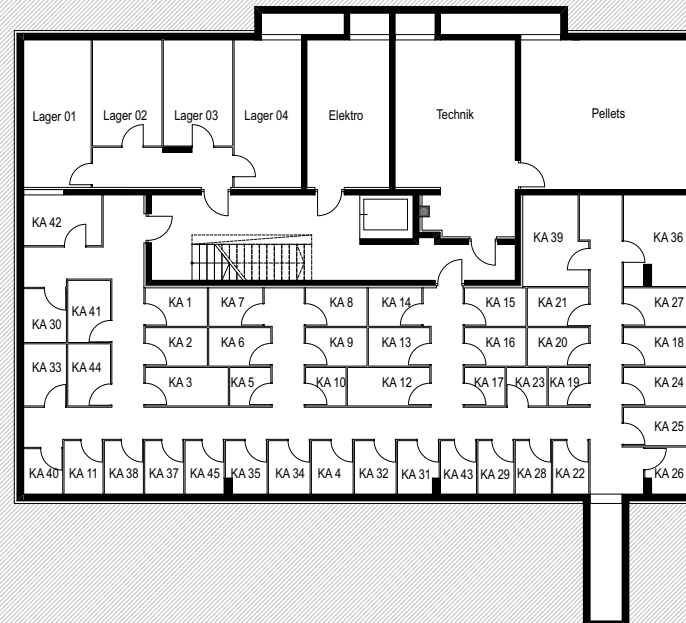 Lager 01
Lager 02
Lager 03
Lager 04
Elektro
Technik
Pellets
KA 42
KA 39
KA 36
KA 30
KA 41
KA 1
KA 7
KA 8
KA 14
KA 15
KA 21
KA 27
KA 2
KA 6
KA 9
KA 13
KA 16
KA 20
KA 18
KA 33
KA 44
KA 3
KA 5
KA 10
KA 12
KA 17
KA 23
KA 19
KA 24
KA 25
KA 40
KA 11
KA 38
KA 37
KA 45
KA 35
KA 34
KA 4
KA 32
KA 31
KA 43
KA 29
KA 28
KA 22
KA 26